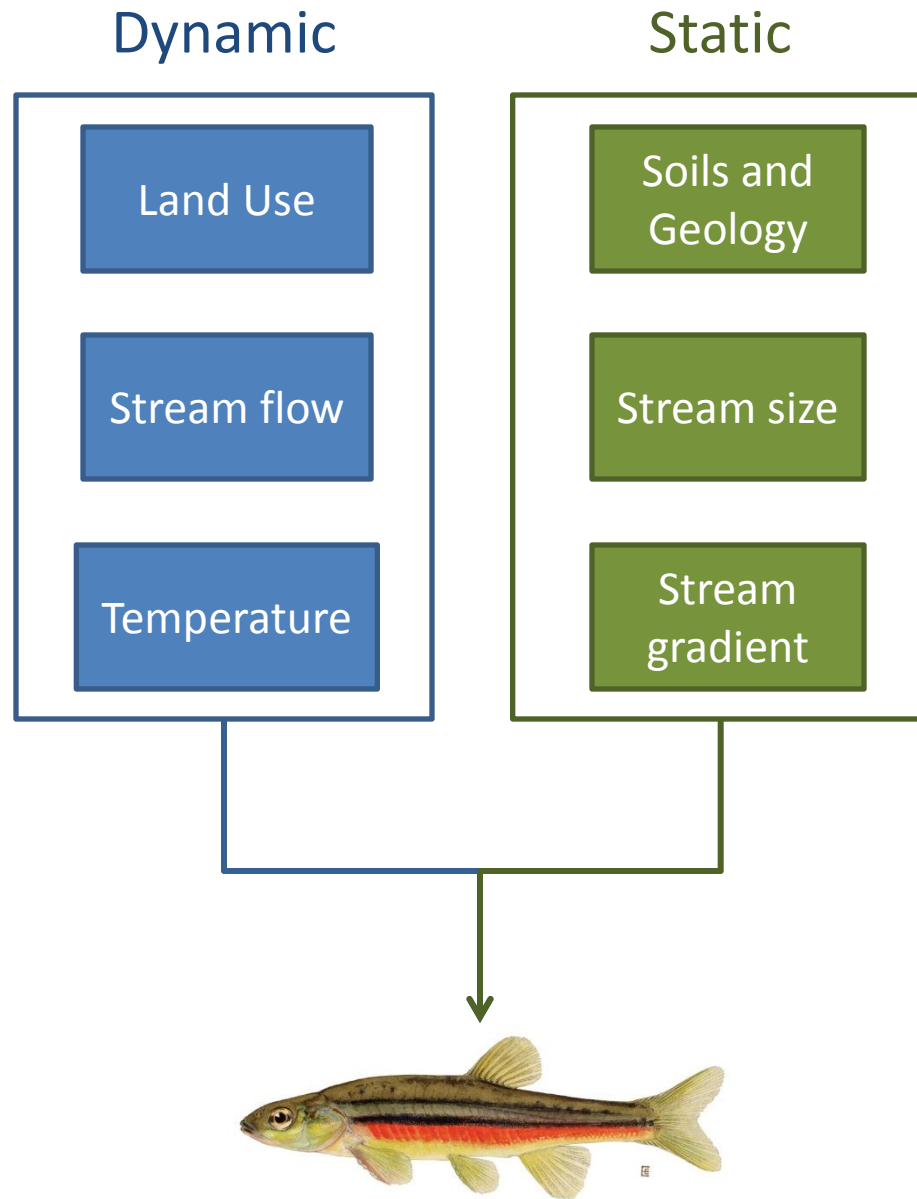 Dynamic
Land Use
Stream flow
Temperature
Static
Soils and
Geology
Stream size
Stream
gradient